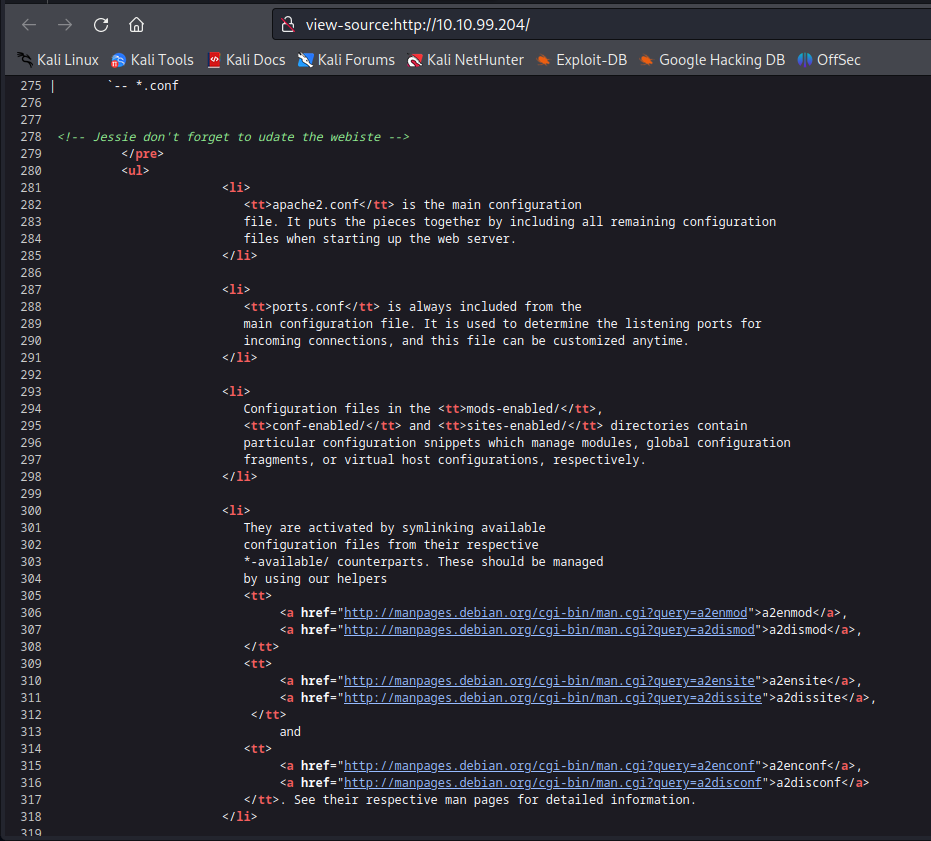 view-source:http://10.10.99.204/
Kali Linux Kali Tools Kali Docs Kali Forums Kali NetHunter Exploit-DB Google Hacking DB OffSec
275 |       `-- *.conf
276
277
278 <!-- Jessie don't forget to udate the webiste -->
279 </pre>
280 <ul>
281 <li>
282 <tt>apache2.conf</tt> is the main configuration
283 file. It puts the pieces together by including all remaining configuration
284 files when starting up the web server.
285 </li>
286
287 <li>
288 <tt>ports.conf</tt> is always included from the
289 main configuration file. It is used to determine the listening ports for
290 incoming connections, and this file can be customized anytime.
291 </li>
292
293 <li>
294 Configuration files in the <tt>mods-enabled/</tt>,
295 <tt>conf-enabled/</tt> and <tt>sites-enabled/</tt> directories contain
296 particular configuration snippets which manage modules, global configuration
297 fragments, or virtual host configurations, respectively.
298 </li>
299
300 <li>
301 They are activated by symlinking available
302 configuration files from their respective
303 *-available/ counterparts. These should be managed
304 by using our helpers
305 <tt>
306 <a href="http://manpages.debian.org/cgi-bin/man.cgi?query=a2enmod">a2enmod</a>,
307 <a href="http://manpages.debian.org/cgi-bin/man.cgi?query=a2dismod">a2dismod</a>,
308 </tt>
309 <tt>
310 <a href="http://manpages.debian.org/cgi-bin/man.cgi?query=a2ensite">a2ensite</a>,
311 <a href="http://manpages.debian.org/cgi-bin/man.cgi?query=a2dissite">a2dissite</a>,
312 </tt>
313 and
314 <tt>
315 <a href="http://manpages.debian.org/cgi-bin/man.cgi?query=a2enconf">a2enconf</a>,
316 <a href="http://manpages.debian.org/cgi-bin/man.cgi?query=a2disconf">a2disconf</a>
317 </tt>. See their respective man pages for detailed information.
318 </li>
319